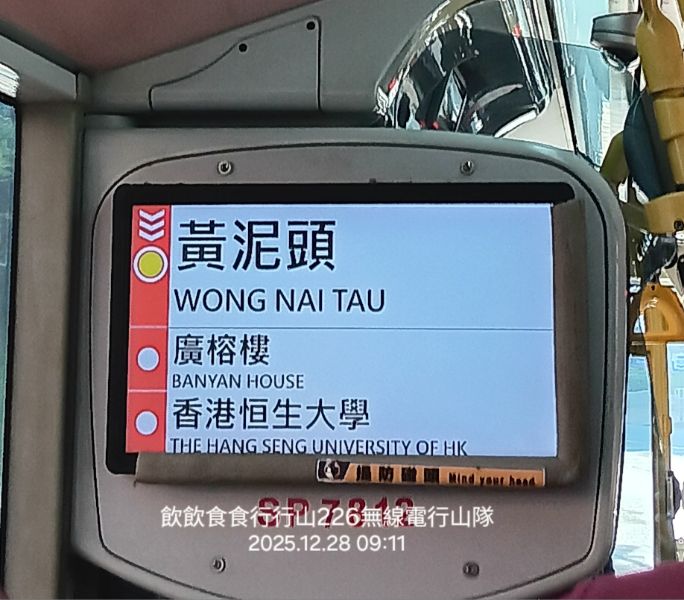 黃泥頭
WONG NAI TAU
廣榕樓
BANYAN HOUSE
香港恒生大學
THE HANG SENG UNIVERSITY OF HK
提防碰頭 Mind your head
SP 7813
飲飲食食行行山226無線電行山隊
2025.12.28 09:11